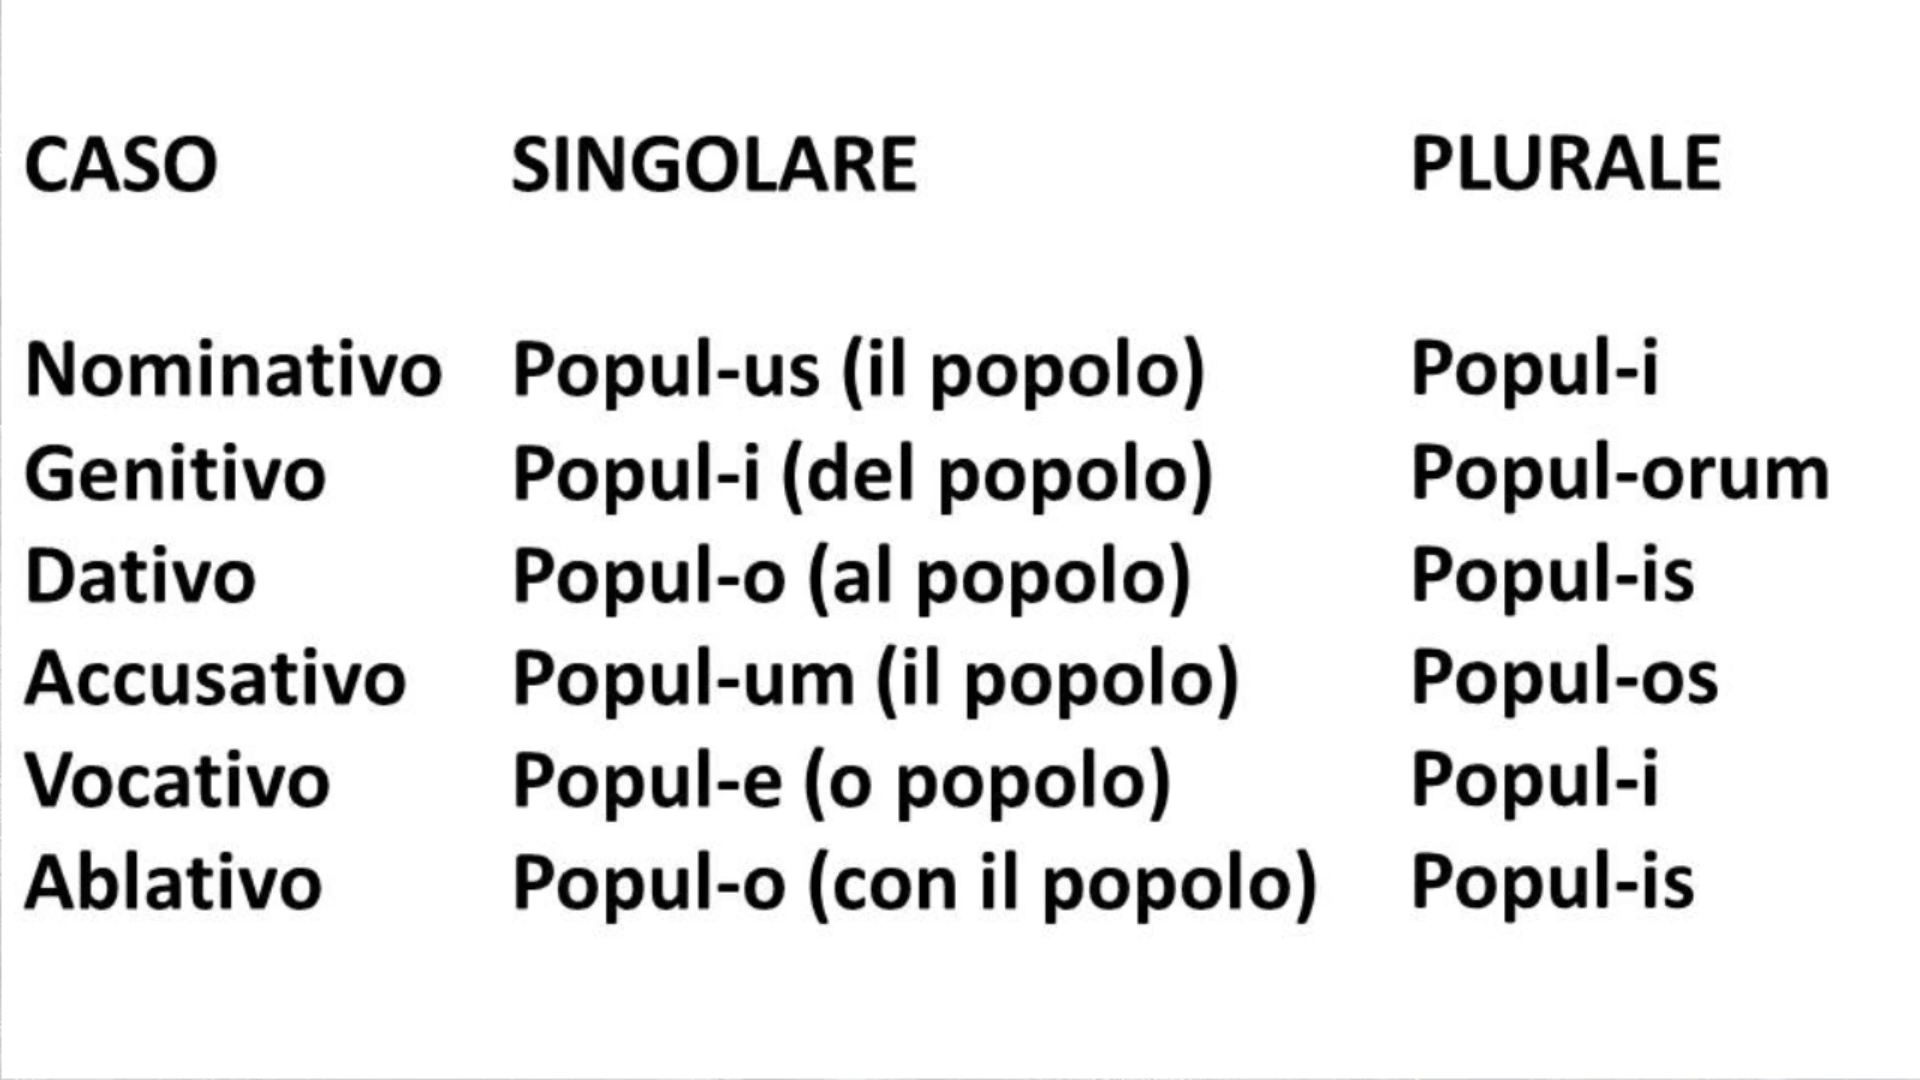 CASO SINGOLARE PLURALE
Nominativo Popul-us (il popolo) Popul-i
Genitivo Popul-i (del popolo) Popul-orum
Dativo Popul-o (al popolo) Popul-is
Accusativo Popul-um (il popolo) Popul-os
Vocativo Popul-e (o popolo) Popul-i
Ablativo Popul-o (con il popolo) Popul-is